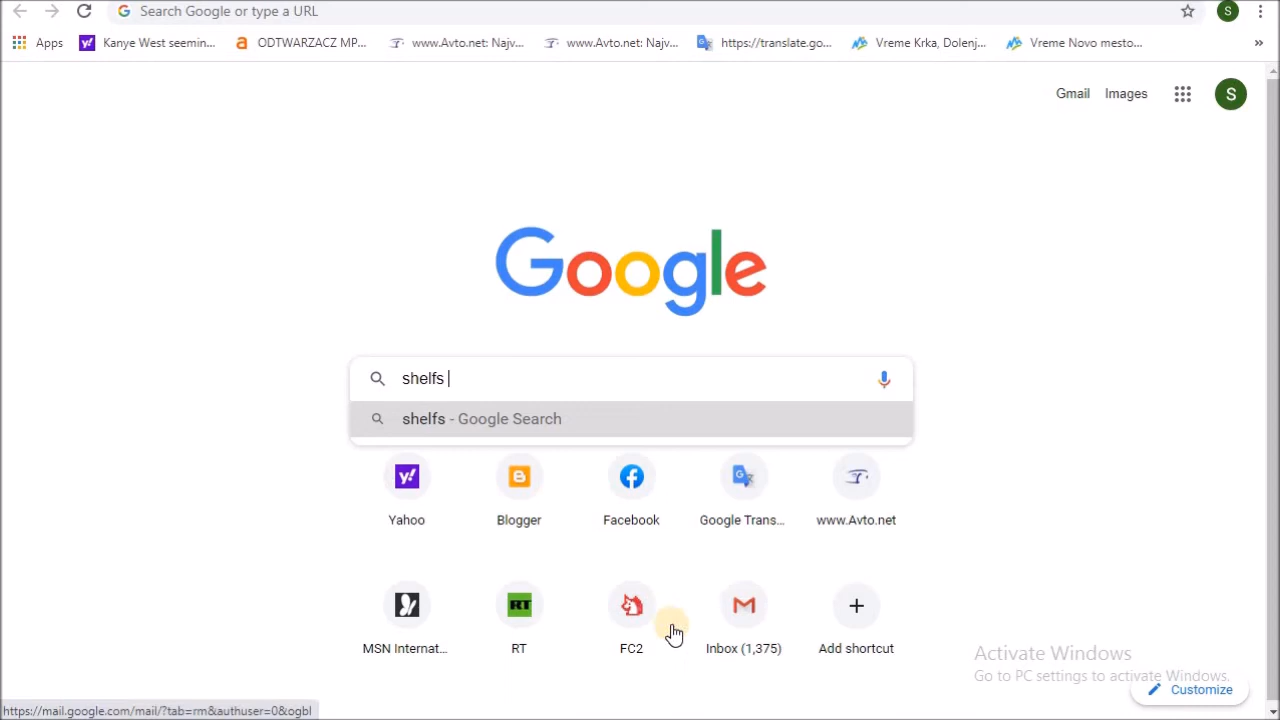 Search Google or type a URL
S
Apps
Kanye West seemin...
ODTWARZACZ MP...
www.Avto.net: Najv...
www.Avto.net: Najv...
https://translate.go...
Vreme Krka, Dolenj...
Vreme Novo mesto...
»
Gmail
Images
S
Google
shelfs
shelfs - Google Search
Yahoo
Blogger
Facebook
Google Trans...
www.Avto.net
RT
MSN Internat...
RT
FC2
Inbox (1,375)
Add shortcut
Activate Windows
Go to PC settings to activate Windows.
Customize
https://mail.google.com/mail/?tab=rm&authuser=0&ogbl